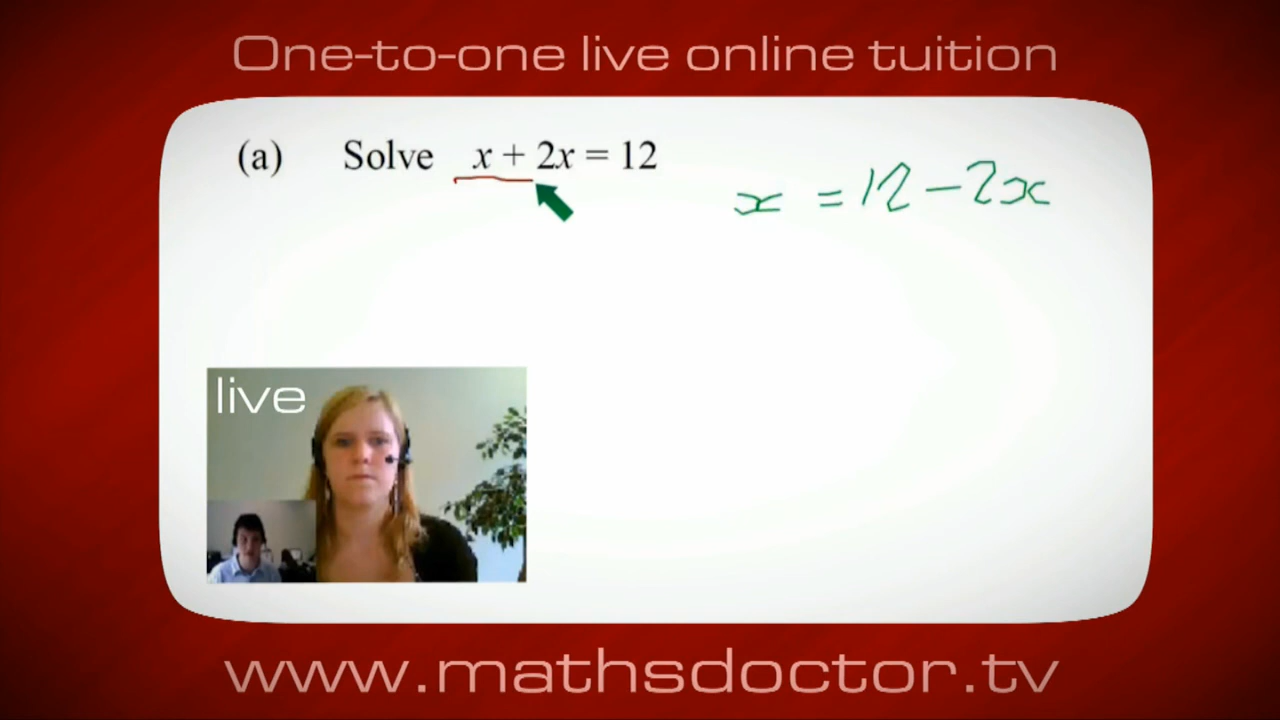 One-to-one live online tuition
(a) Solve x + 2x = 12
x = 12 - 2x
live
www.mathsdoctor.tv